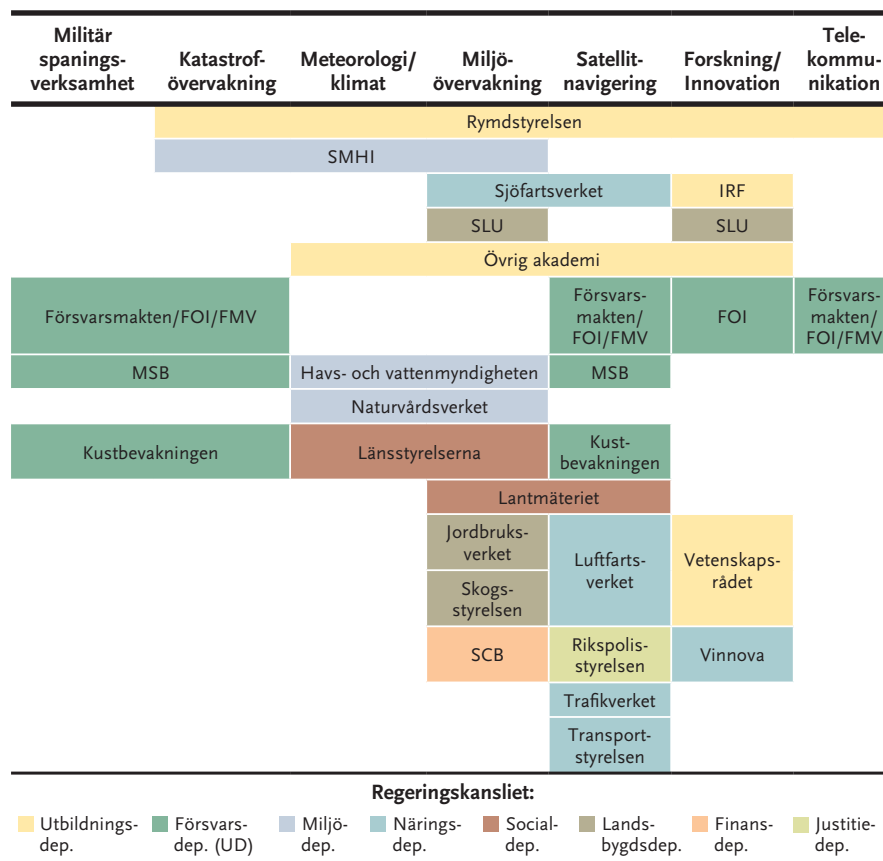 Militär
spanings-
verksamhet
Katastrof-
övervakning
Meteorologi/
klimat
Miljö-
övervakning
Satellit-
navigering
Forskning/
Innovation
Tele-
kommu-
nikation
Rymdstyrelsen
SMHI
Sjöfartsverket
IRF
SLU
SLU
Övrig akademi
Försvarsmakten/FOI/FMV
Försvars-
makten/
FOI/FMV
FOI
Försvars-
makten/
FOI/FMV
MSB
Havs- och vattenmyndigheten
MSB
Naturvårdsverket
Kustbevakningen
Länsstyrelserna
Kust-
bevakningen
Lantmäteriet
Jordbruks-
verket
Luftfarts-
verket
Vetenskaps-
rådet
Skogs-
styrelsen
SCB
Rikspolis-
styrelsen
Vinnova
Trafikverket
Transport-
styrelsen
Regeringskansliet:
Utbildnings-
dep.
Försvars-
dep. (UD)
Miljö-
dep.
Närings-
dep.
Social-
dep.
Lands-
bygdsdep.
Finans-
dep.
Justitie-
dep.